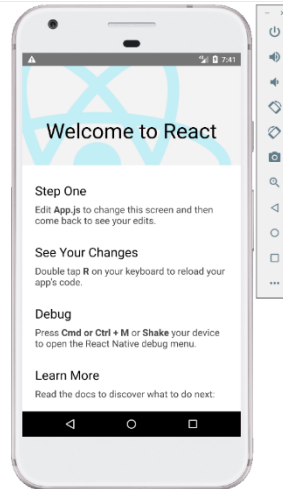 7:41
Welcome to React
Step One
Edit App.js to change this screen and then
come back to see your edits.
See Your Changes
Double tap R on your keyboard to reload your
app's code.
Debug
Press Cmd or Ctrl + M or Shake your device
to open the React Native debug menu.
Learn More
Read the docs to discover what to do next: